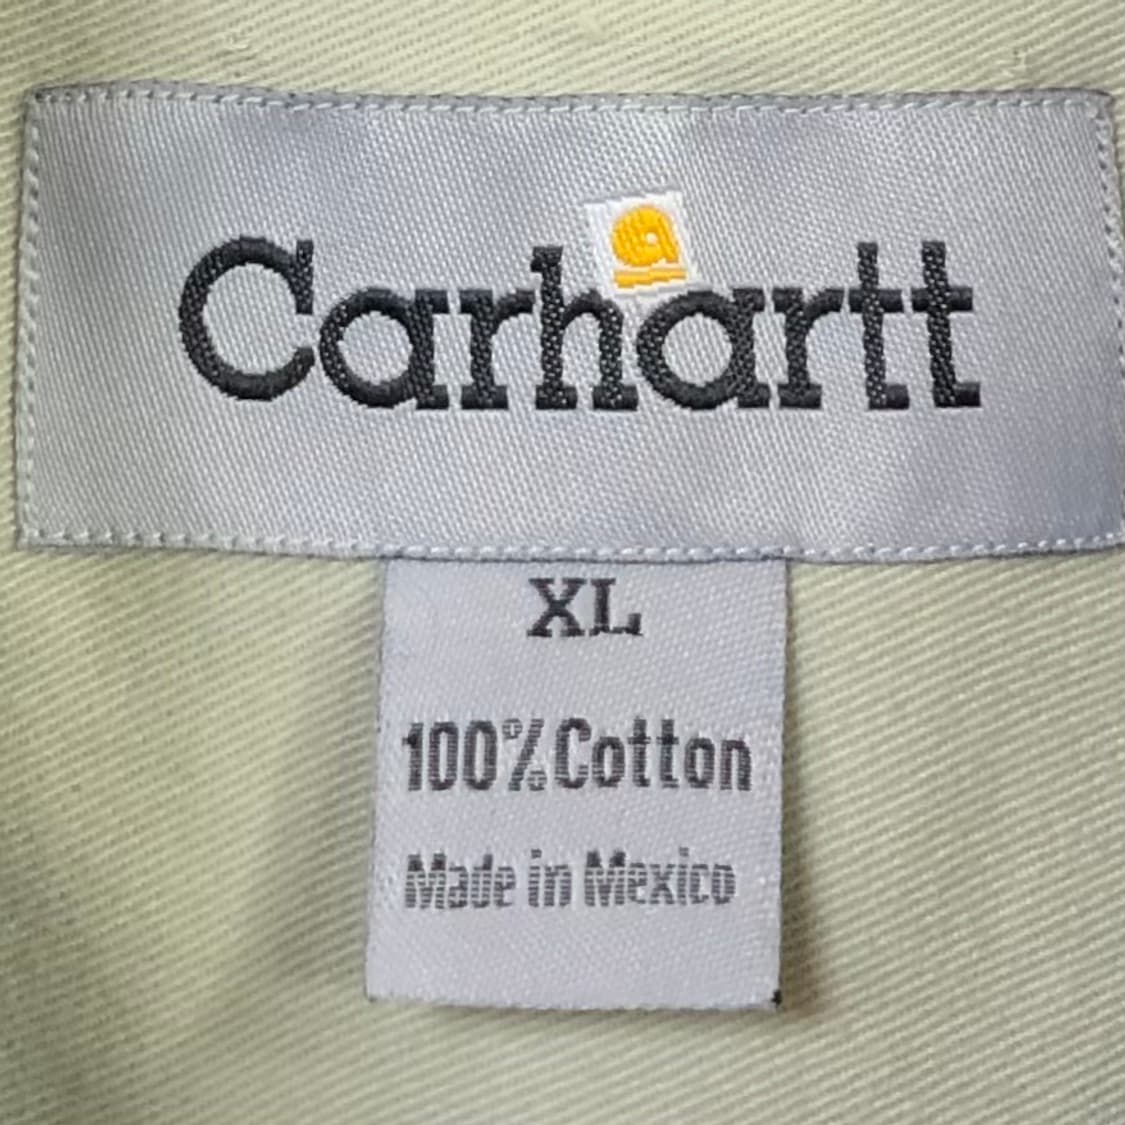 Carhartt
XL
100% Cotton
Made in Mexico